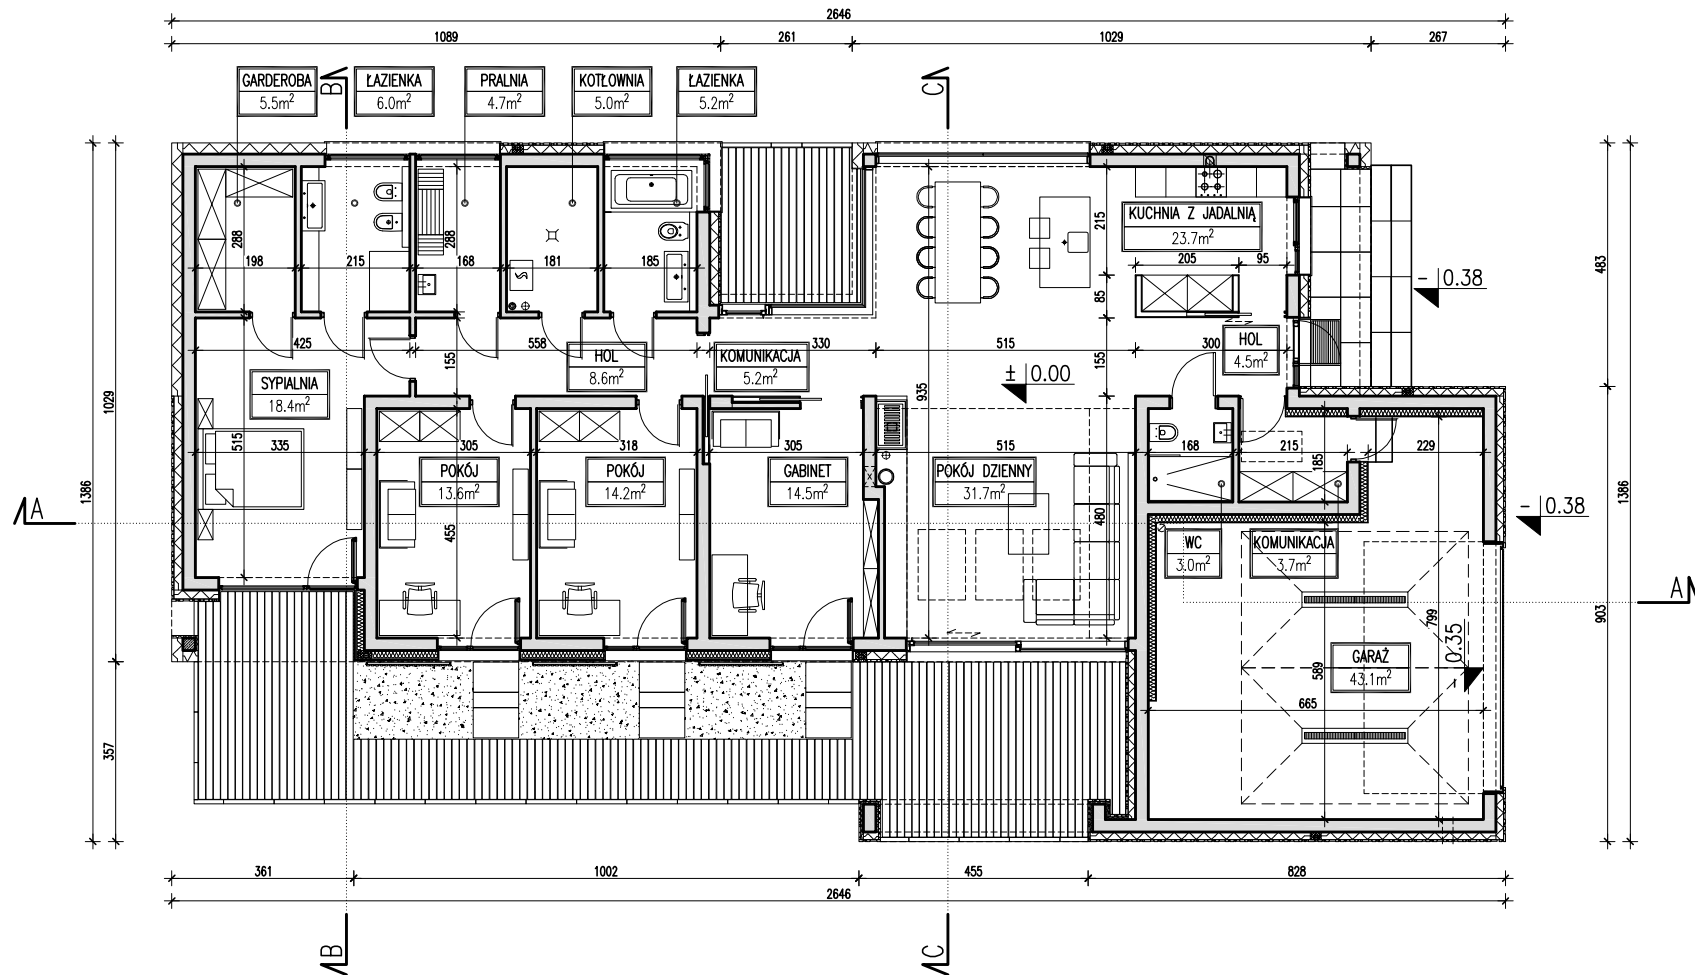 2646
1089 261 1029 267
GARDEROBA
5.5m²
ŁAZIENKA
6.0m²
PRALNIA
4.7m²
KOTŁOWNIA
5.0m²
ŁAZIENKA
5.2m²
B
C
KUCHNIA Z JADALNIĄ
23.7m²
215
288
288
198 215 168 181 185
205 95
85
483
- 0.38
425 558 330 515 300
155
155
HOL
8.6m²
KOMUNIKACJA
5.2m²
HOL
4.5m²
± 0.00
SYPIALNIA
18.4m²
935
1029
1386
515
335 305 318 305 515 168 215 229
185
POKÓJ
13.6m²
POKÓJ
14.2m²
GABINET
14.5m²
POKÓJ DZIENNY
31.7m²
1386
A
- 0.38
455
480
WC
3.0m²
KOMUNIKACJA
3.7m²
A
799
903
0.35
589
GARAŻ
43.1m²
665
357
361 1002 455 828
2646
B
C